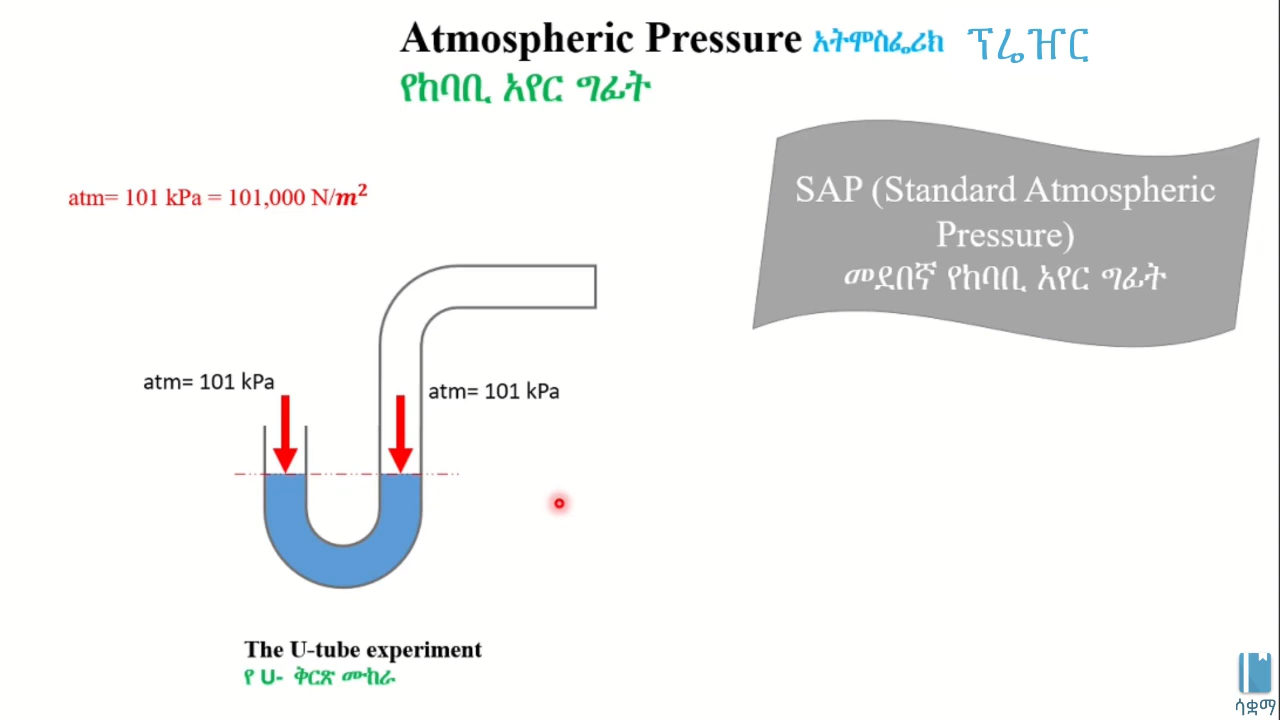 Atmospheric Pressure አትሞስፌሪክ ፕሬዠር
የከባቢ አየር ግፊት
atm= 101 kPa = 101,000 N/m²
SAP (Standard Atmospheric
Pressure)
መደበኛ የከባቢ አየር ግፊት
atm= 101 kPa
atm= 101 kPa
The U-tube experiment
የ U- ቅርጽ ሙከራ
ሳቋማ